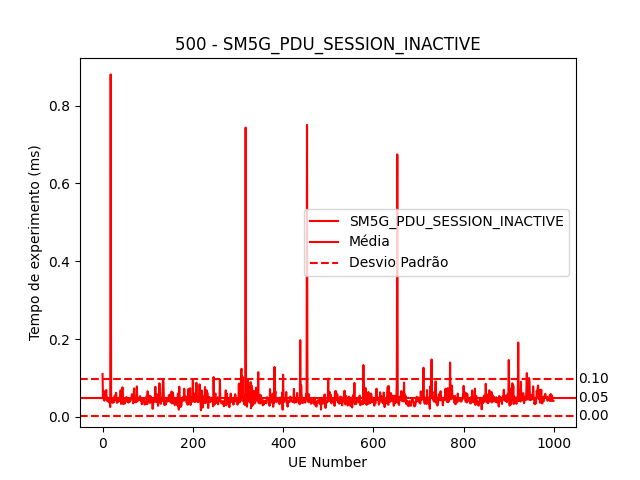 500 - SM5G_PDU_SESSION_INACTIVE
Tempo de experimento (ms)
0.8
0.6
0.4
0.2
0.0
SM5G_PDU_SESSION_INACTIVE
Média
Desvio Padrão
0.10
0.05
0.00
0 200 400 600 800 1000
UE Number